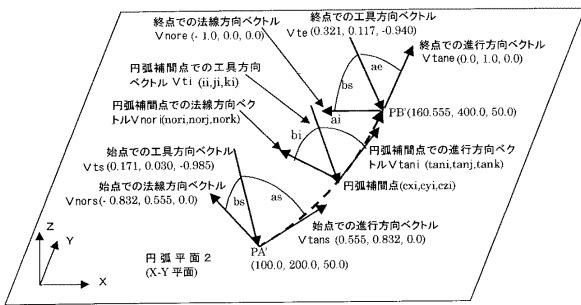 終点での法線方向ベクトル
Vnore(-1.0, 0.0, 0.0)
終点での工具方向ベクトル
Vte(0.321, 0.117, -0.940)
終点での進行方向ベクトル
Vtane(0.0, 1.0, 0.0)
円弧補間点での工具方向
ベクトル Vti (ii,ji,ki)
円弧補間点での法線方向ベク
トルVnori(nori,norj,nork)
ae
bs
ai
bi
PB'(160.555, 400.0, 50.0)
円弧補間点での進行方向ベク
トルVtani (tani,tanj,tank)
始点での工具方向ベクトル
Vts(0.171, 0.030, -0.985)
円弧補間点(cxi,cyi,czi)
始点での法線方向ベクトル
Vnors(-0.832, 0.555, 0.0)
bs
as
始点での進行方向ベクトル
Vtans (0.555, 0.832, 0.0)
PA'
(100.0, 200.0, 50.0)
円弧平面2
(X-Y 平面)
Z
Y
X